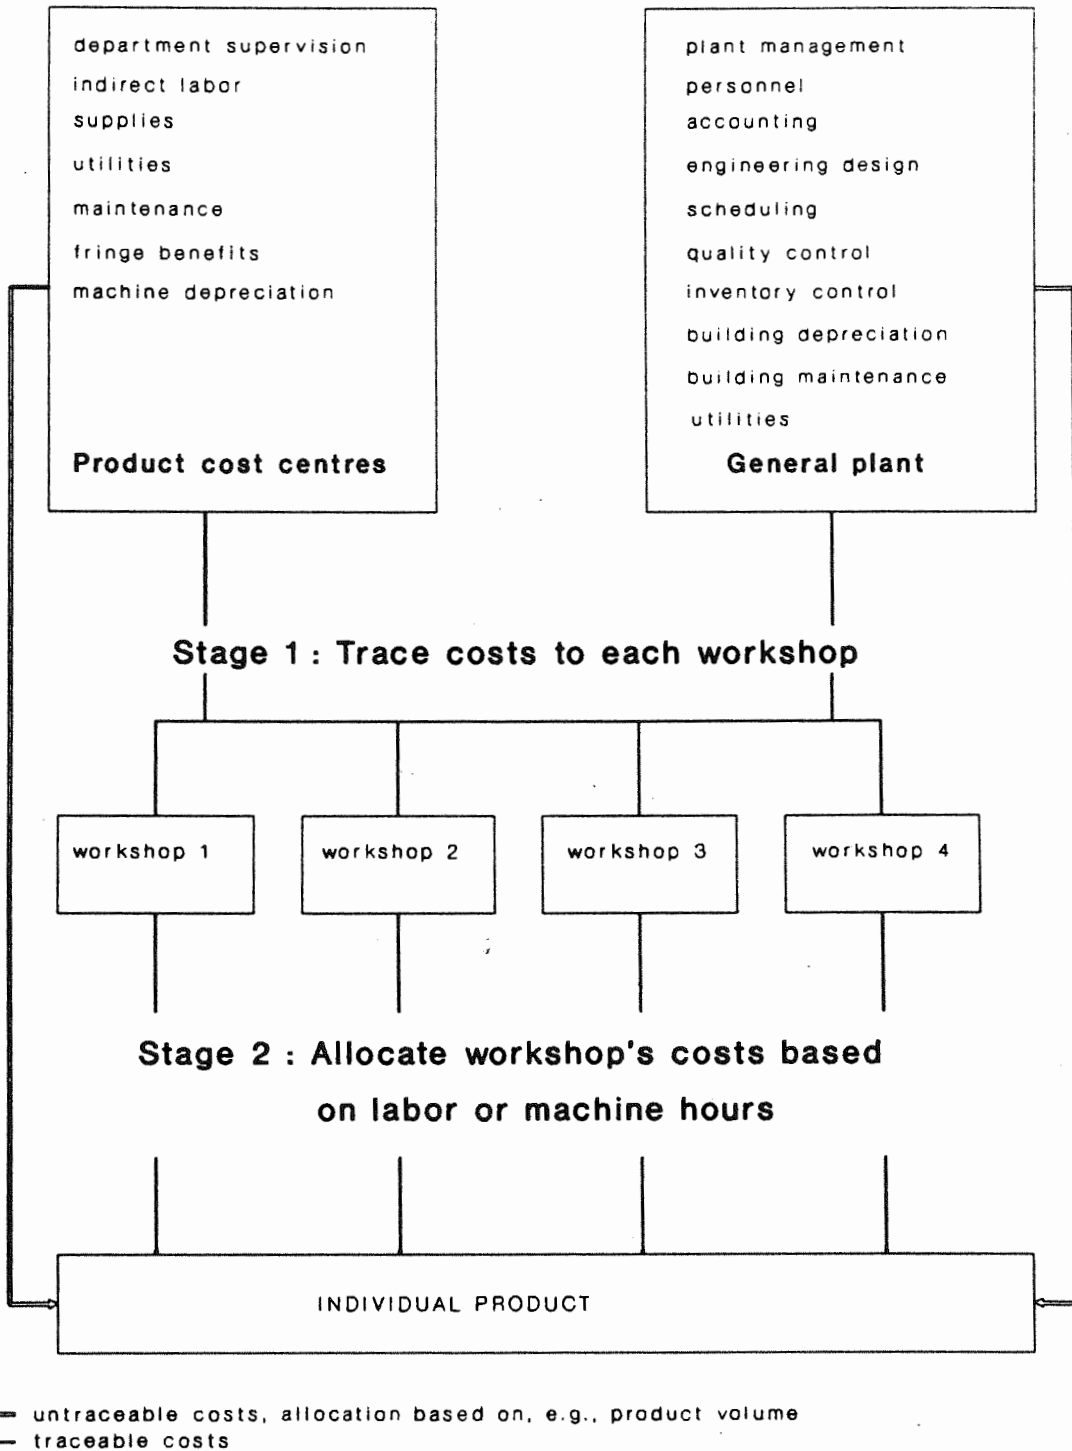 department supervision
indirect labor
supplies
utilities
maintenance
fringe benefits
machine depreciation
Product cost centres
plant management
personnel
accounting
engineering design
scheduling
quality control
inventory control
building depreciation
building maintenance
utilities
General plant
Stage 1 : Trace costs to each workshop
workshop 1
workshop 2
workshop 3
workshop 4
Stage 2 : Allocate workshop's costs based
on labor or machine hours
INDIVIDUAL PRODUCT
untraceable costs, allocation based on, e.g., product volume
traceable costs